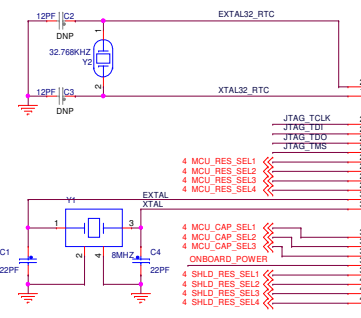 12PF C2
EXTAL32_RTC
DNP
1
32.768KHZ
Y2
2
12PF C3
XTAL32_RTC
DNP
JTAG_TCLK
JTAG_TDI
JTAG_TDO
JTAG_TMS
4 MCU_RES_SEL1
4 MCU_RES_SEL2
4 MCU_RES_SEL3
4 MCU_RES_SEL4
EXTAL
XTAL
Y1
1 3
4 MCU_CAP_SEL1
4 MCU_CAP_SEL2
4 MCU_CAP_SEL3
C1 2 4 8MHZ C4
ONBOARD_POWER
22PF 22PF
4 SHLD_RES_SEL1
4 SHLD_RES_SEL2
4 SHLD_RES_SEL3
4 SHLD_RES_SEL4